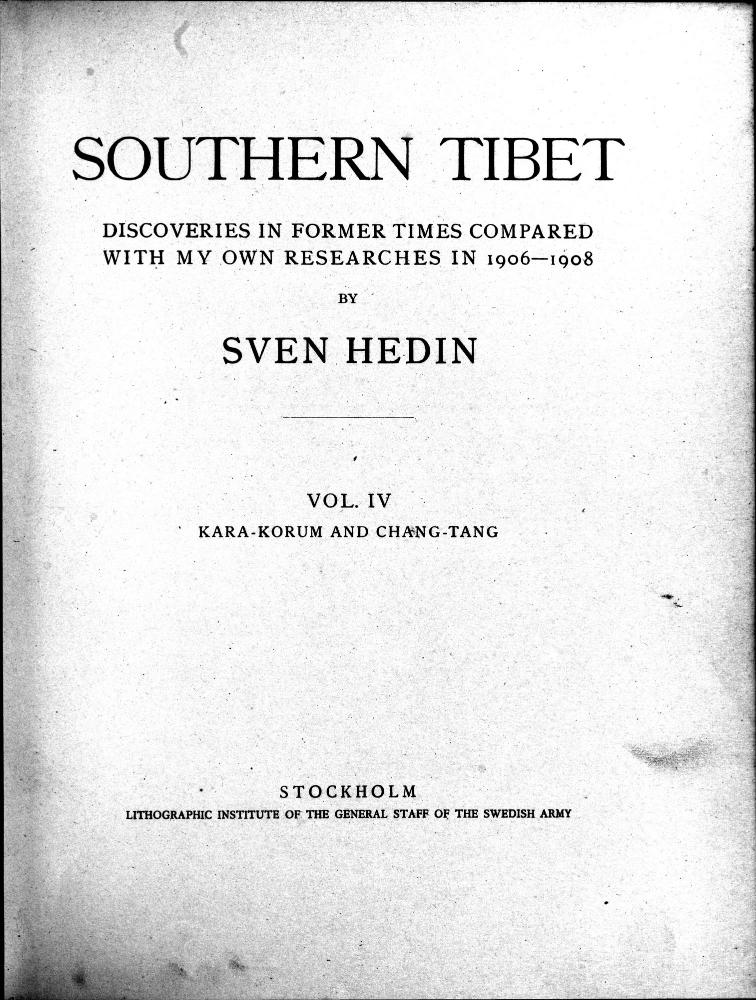 SOUTHERN TIBET
DISCOVERIES IN FORMER TIMES COMPARED
WITH MY OWN RESEARCHES IN 1906—1908
BY
SVEN HEDIN
VOL. IV
KARA-KORUM AND CHANG-TANG
STOCKHOLM
LITHOGRAPHIC INSTITUTE OF THE GENERAL STAFF OF THE SWEDISH ARMY